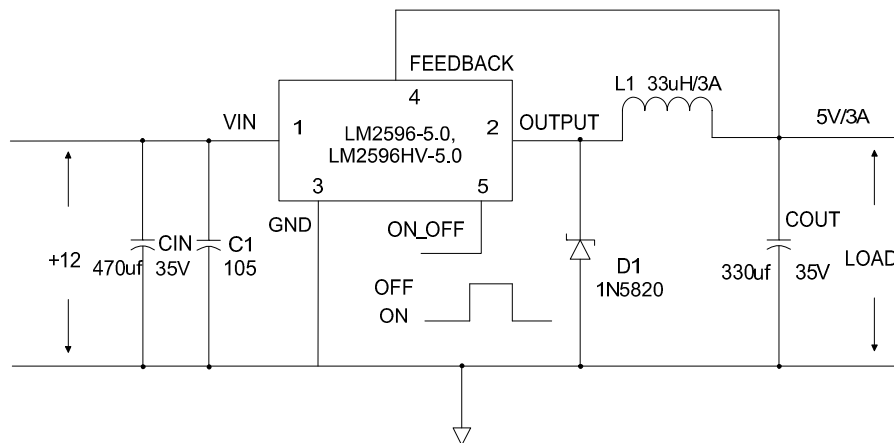 FEEDBACK
L1 33uH/3A
4
VIN
1
LM2596-5.0,
LM2596HV-5.0
2
OUTPUT
5V/3A
3
5
GND
ON_OFF
COUT
CIN
C1
+12
470uf
35V
105
D1
1N5820
330uf
35V
LOAD
OFF
ON